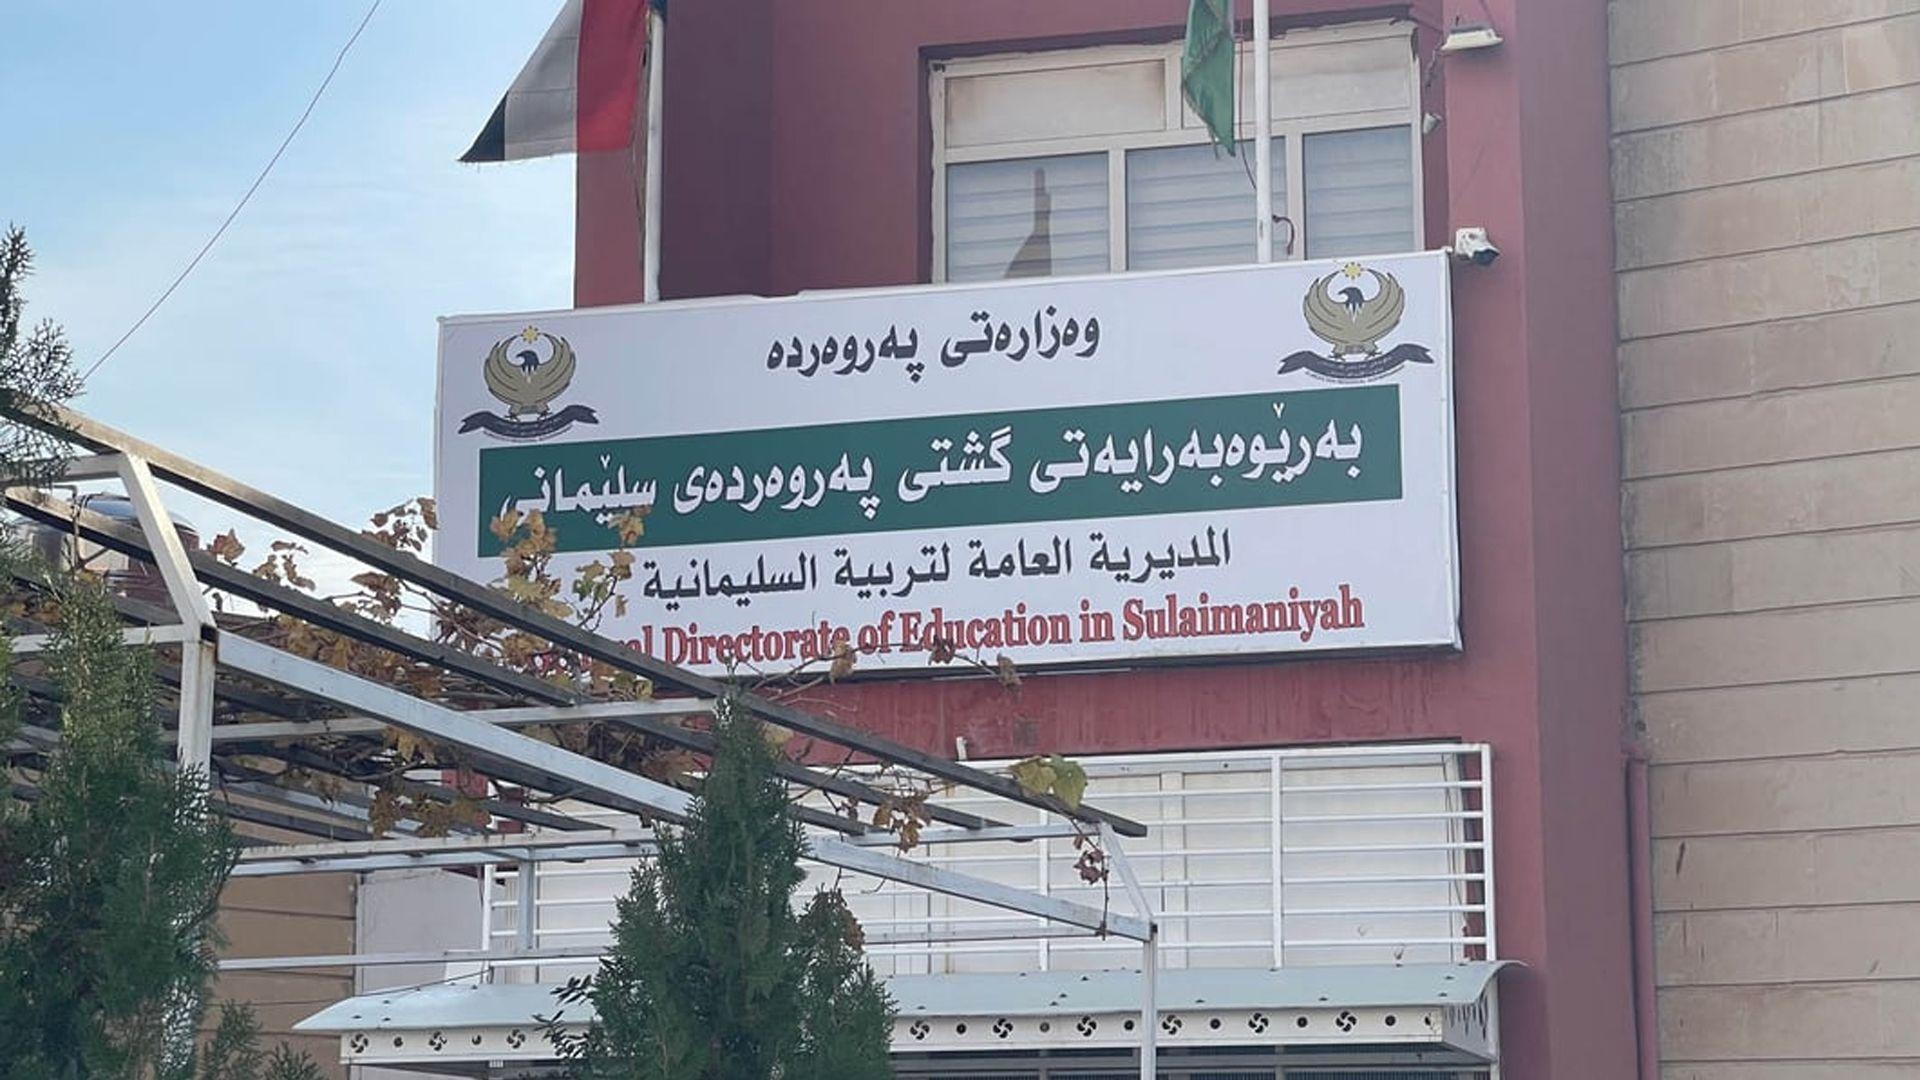 وەزارەتی پەروەردە
بەڕێوەبەرایەتی گشتی پەروەردەی سلێمانی
المديرية العامة لتربية السليمانية
Directorate of Education in Sulaimaniyah